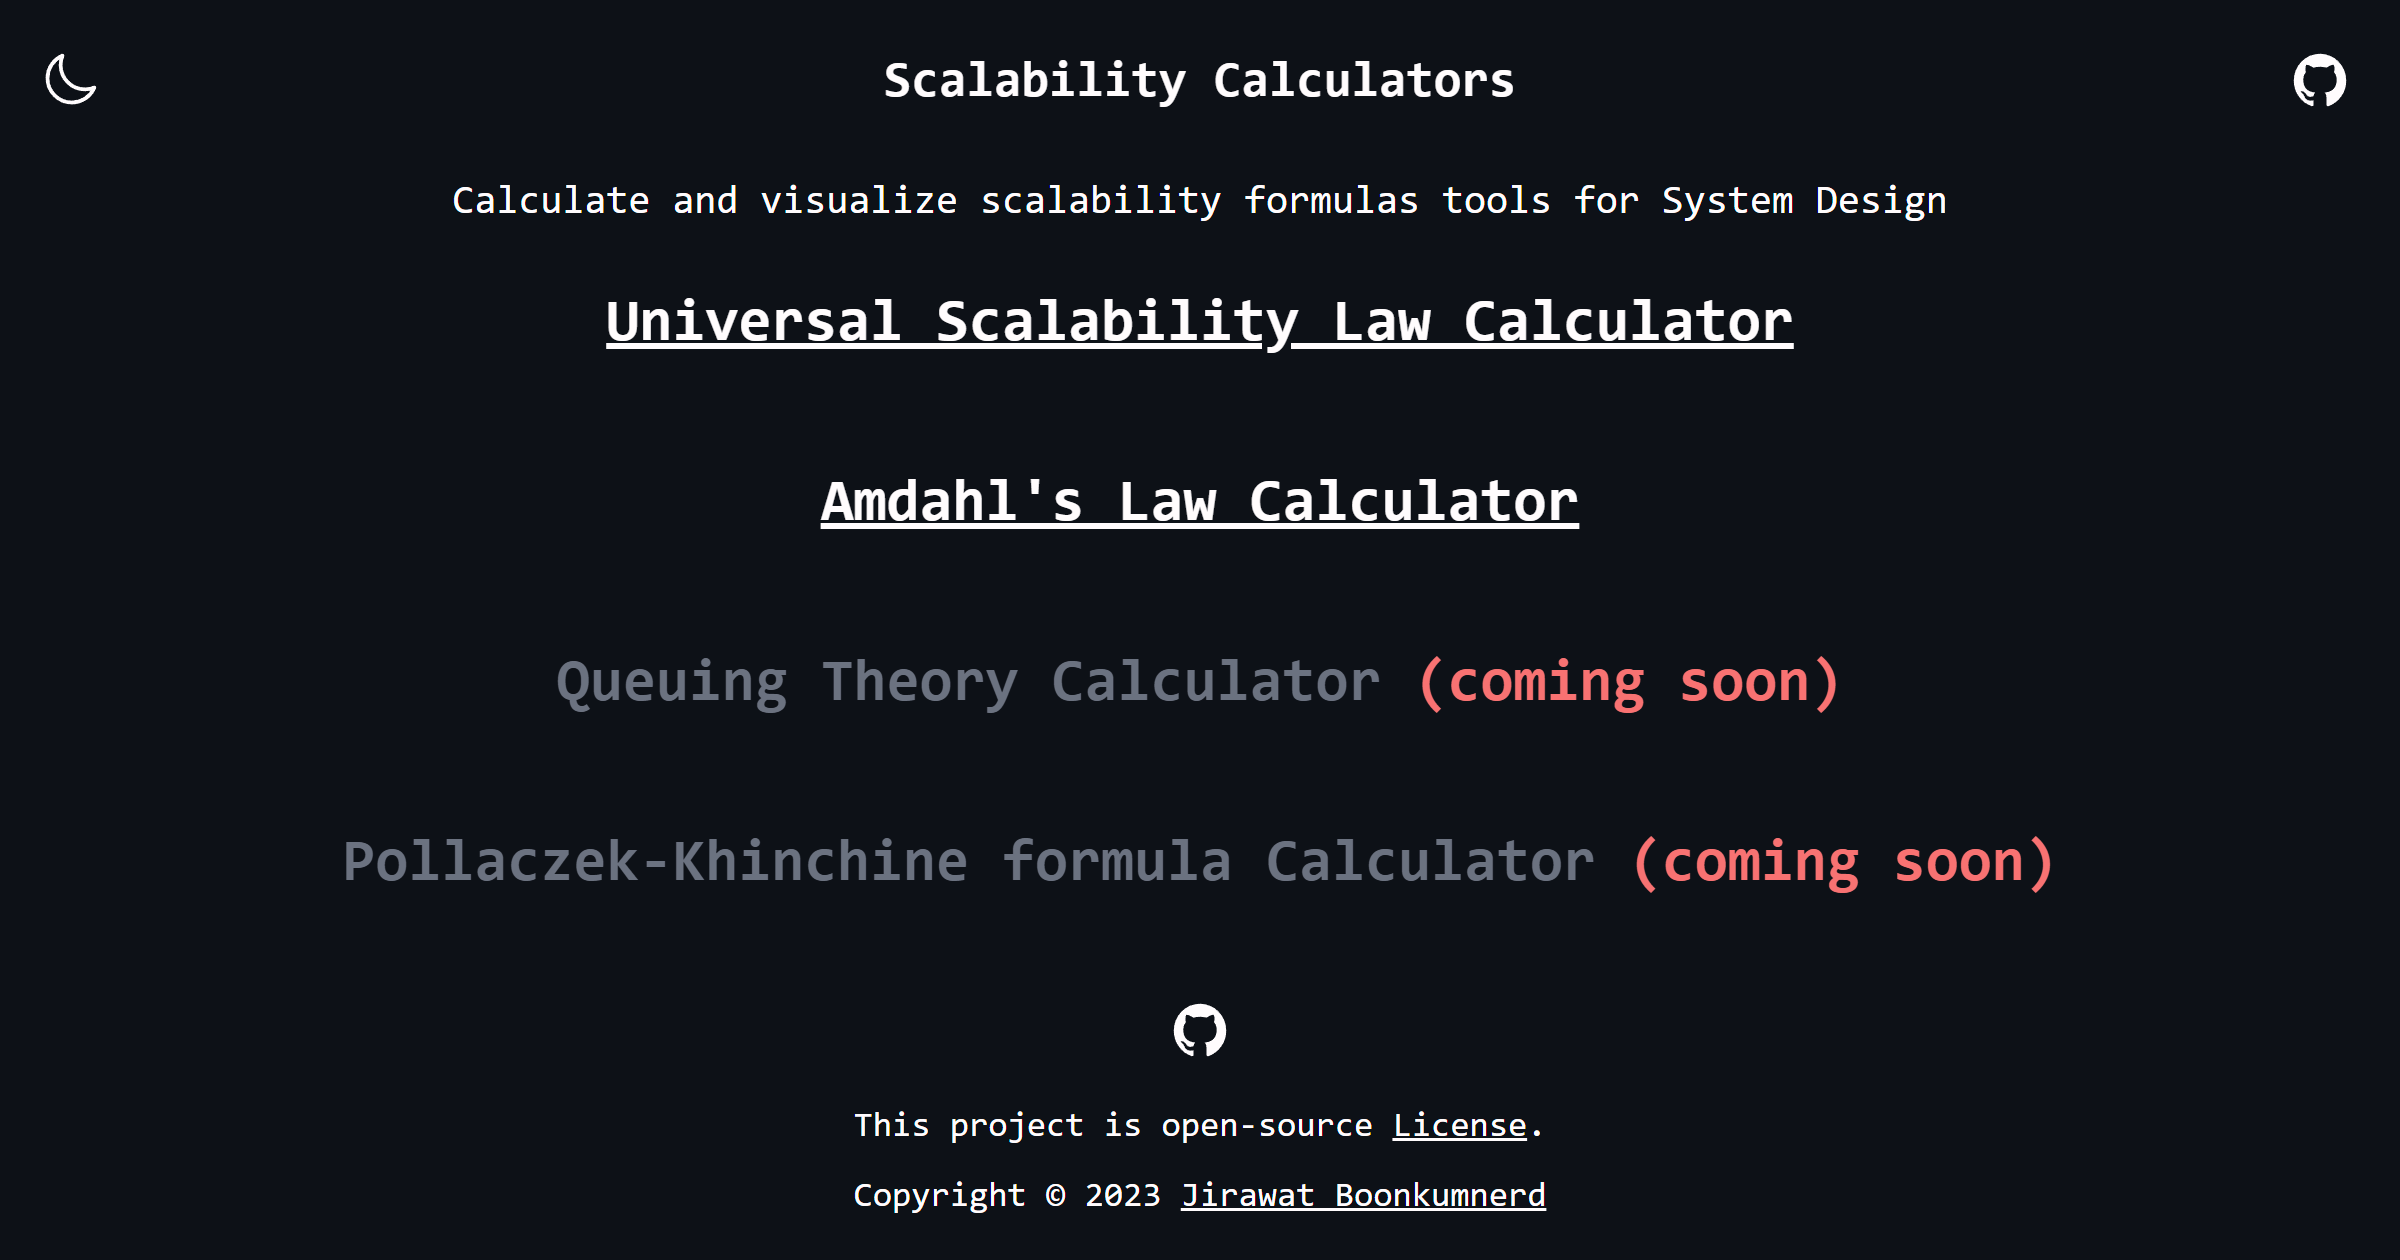 Scalability Calculators
Calculate and visualize scalability formulas tools for System Design
Universal Scalability Law Calculator
Amdahl's Law Calculator
Queuing Theory Calculator (coming soon)
Pollaczek-Khinchine formula Calculator (coming soon)
This project is open-source License.
Copyright © 2023 Jirawat Boonkumnerd